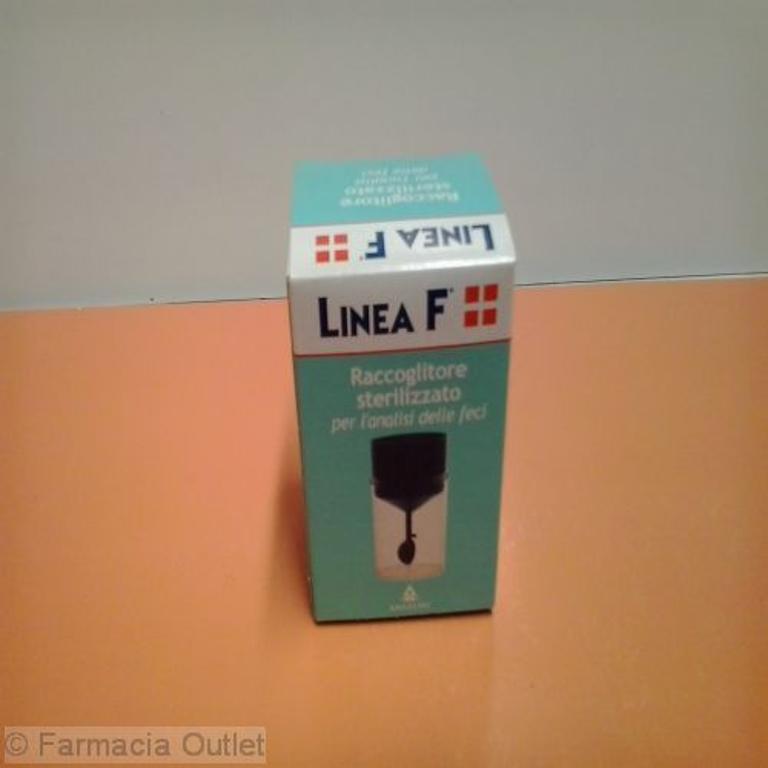 Raccoglitore
sterilizzato
per l'analisi
delle feci
LINEA F
LINEA F
Raccoglitore
sterilizzato
per l'analisi delle feci
© Farmacia Outlet